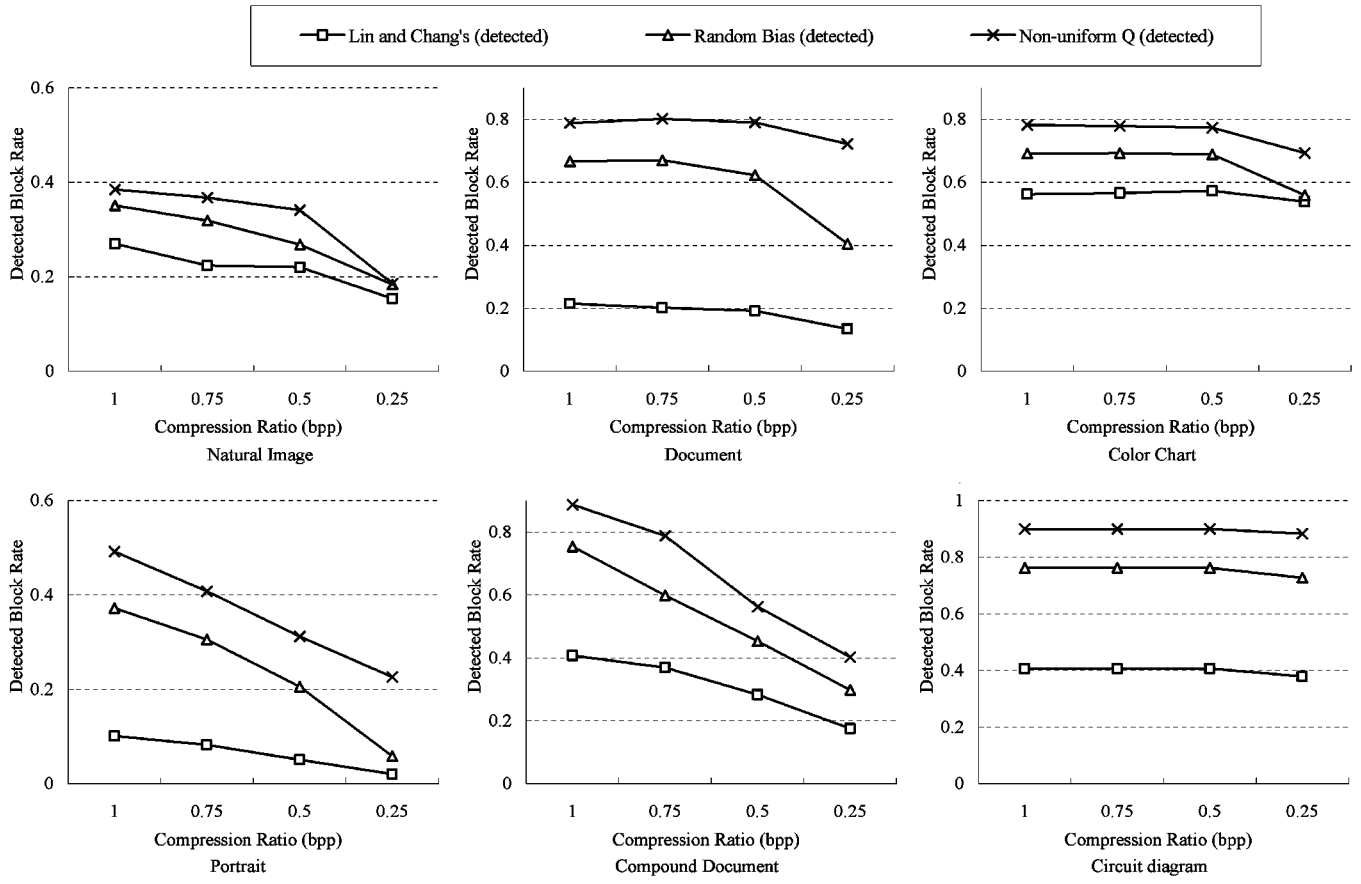 Lin and Chang's (detected) Random Bias (detected) Non-uniform Q (detected)
Detected Block Rate
0.6
0.4
0.2
0
1 0.75 0.5 0.25
Compression Ratio (bpp)
Natural Image
Detected Block Rate
0.8
0.6
0.4
0.2
0
1 0.75 0.5 0.25
Compression Ratio (bpp)
Document
Detected Block Rate
0.8
0.6
0.4
0.2
0
1 0.75 0.5 0.25
Compression Ratio (bpp)
Color Chart
Detected Block Rate
0.6
0.4
0.2
0
1 0.75 0.5 0.25
Compression Ratio (bpp)
Portrait
Detected Block Rate
0.8
0.6
0.4
0.2
0
1 0.75 0.5 0.25
Compression Ratio (bpp)
Compound Document
Detected Block Rate
1
0.8
0.6
0.4
0.2
0
1 0.75 0.5 0.25
Compression Ratio (bpp)
Circuit diagram